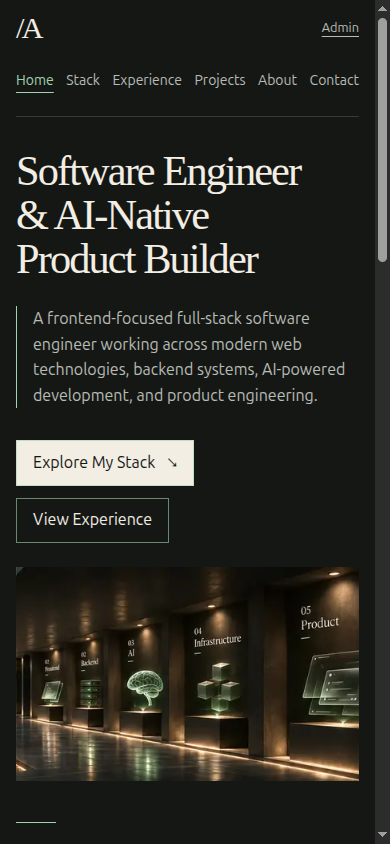 /A
Admin
Home Stack Experience Projects About Contact
Software Engineer
& AI-Native
Product Builder
A frontend-focused full-stack software
engineer working across modern web
technologies, backend systems, AI-powered
development, and product engineering.
Explore My Stack ↘
View Experience
01
Frontend
02
Backend
03
AI
04
Infrastructure
05
Product